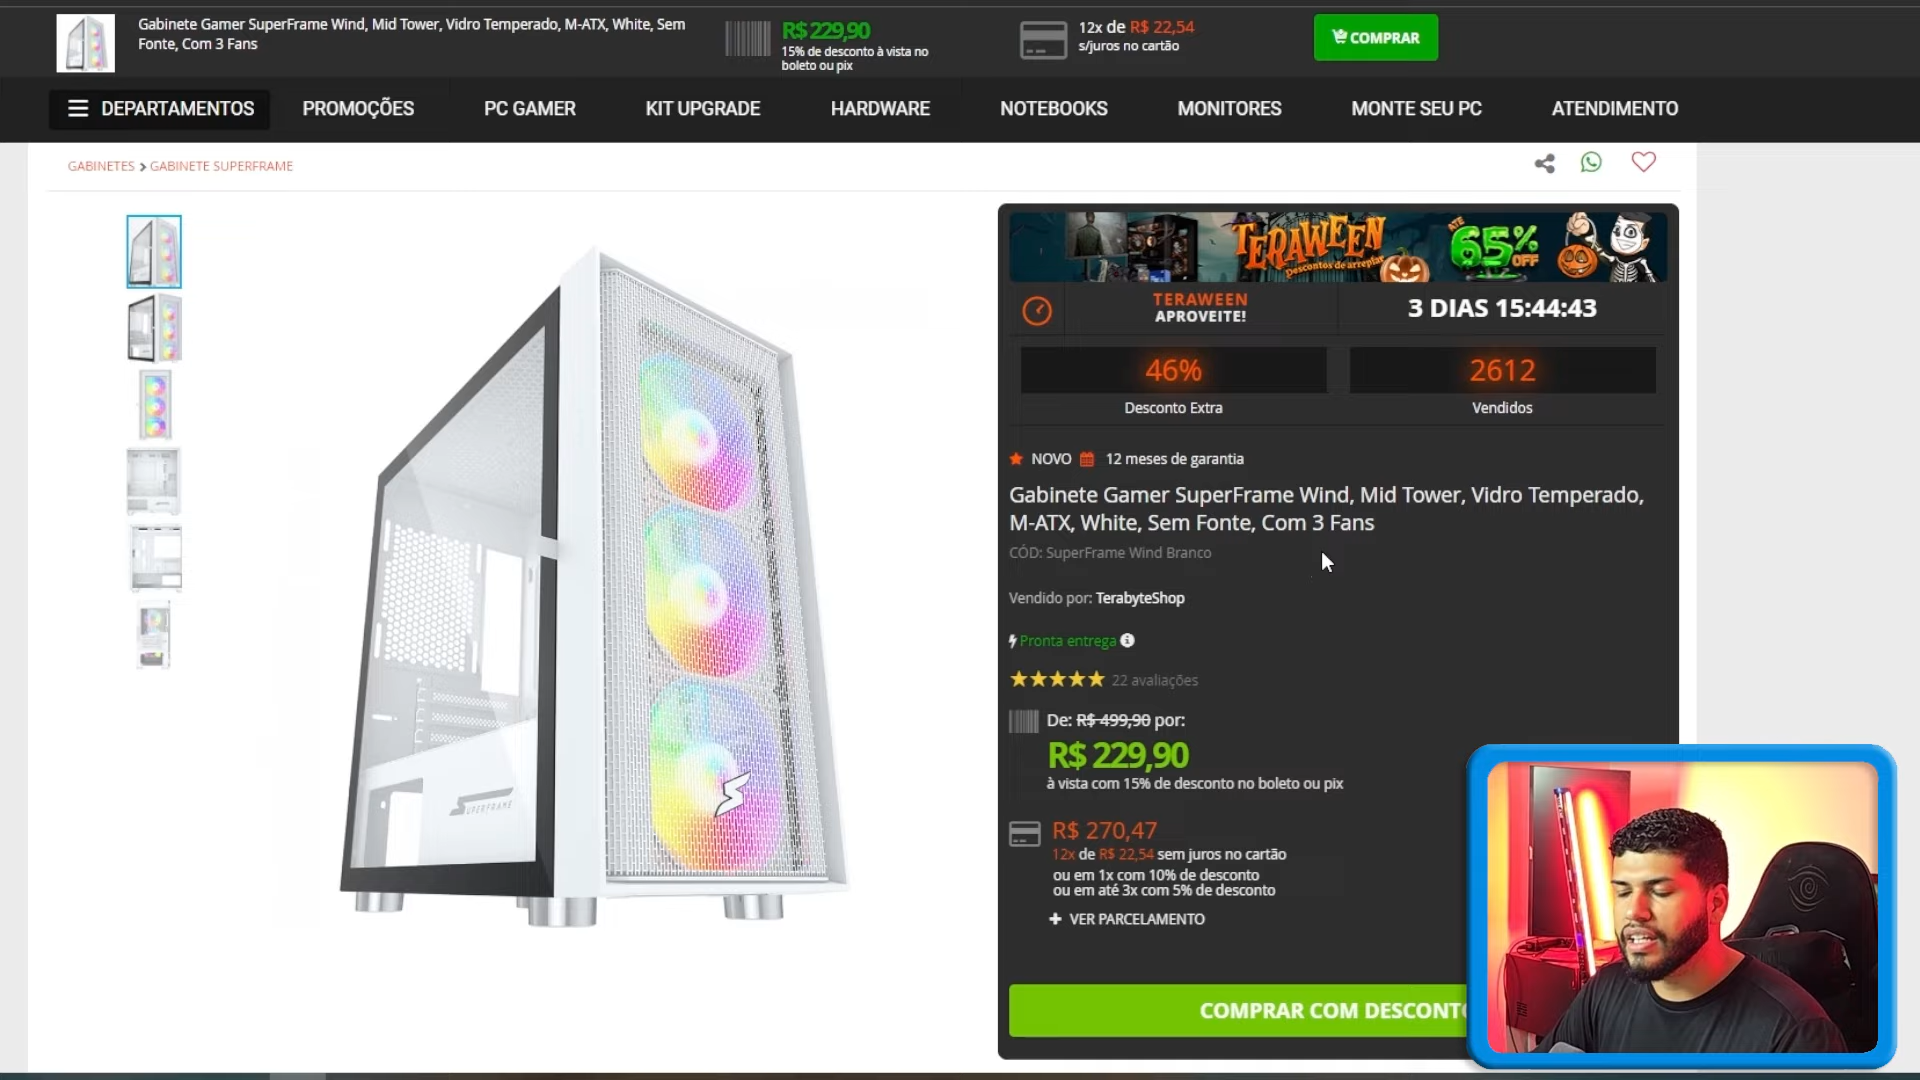 Gabinete Gamer SuperFrame Wind, Mid Tower, Vidro Temperado, M-ATX, White, Sem
Fonte, Com 3 Fans
R$ 229,90
15% de desconto à vista no
boleto ou pix
12x de R$ 22,54
s/juros no cartão
COMPRAR
DEPARTAMENTOS
PROMOÇÕES
PC GAMER
KIT UPGRADE
HARDWARE
NOTEBOOKS
MONITORES
MONTE SEU PC
ATENDIMENTO
GABINETES > GABINETE SUPERFRAME
SUPERFRAME
TERAWEEN
Descontos de arrepiar
ATÉ
65%
OFF
TERAWEEN
APROVEITE!
3 DIAS 15:44:43
46%
Desconto Extra
2612
Vendidos
NOVO
12 meses de garantia
Gabinete Gamer SuperFrame Wind, Mid Tower, Vidro Temperado,
M-ATX, White, Sem Fonte, Com 3 Fans
CÓD: SuperFrame Wind Branco
Vendido por: TerabyteShop
Pronta entrega
22 avaliações
De: R$ 499,90 por:
R$ 229,90
à vista com 15% de desconto no boleto ou pix
R$ 270,47
12x de R$ 22,54 sem juros no cartão
ou em 1x com 10% de desconto
ou em até 3x com 5% de desconto
+ VER PARCELAMENTO
COMPRAR COM DESCONTO